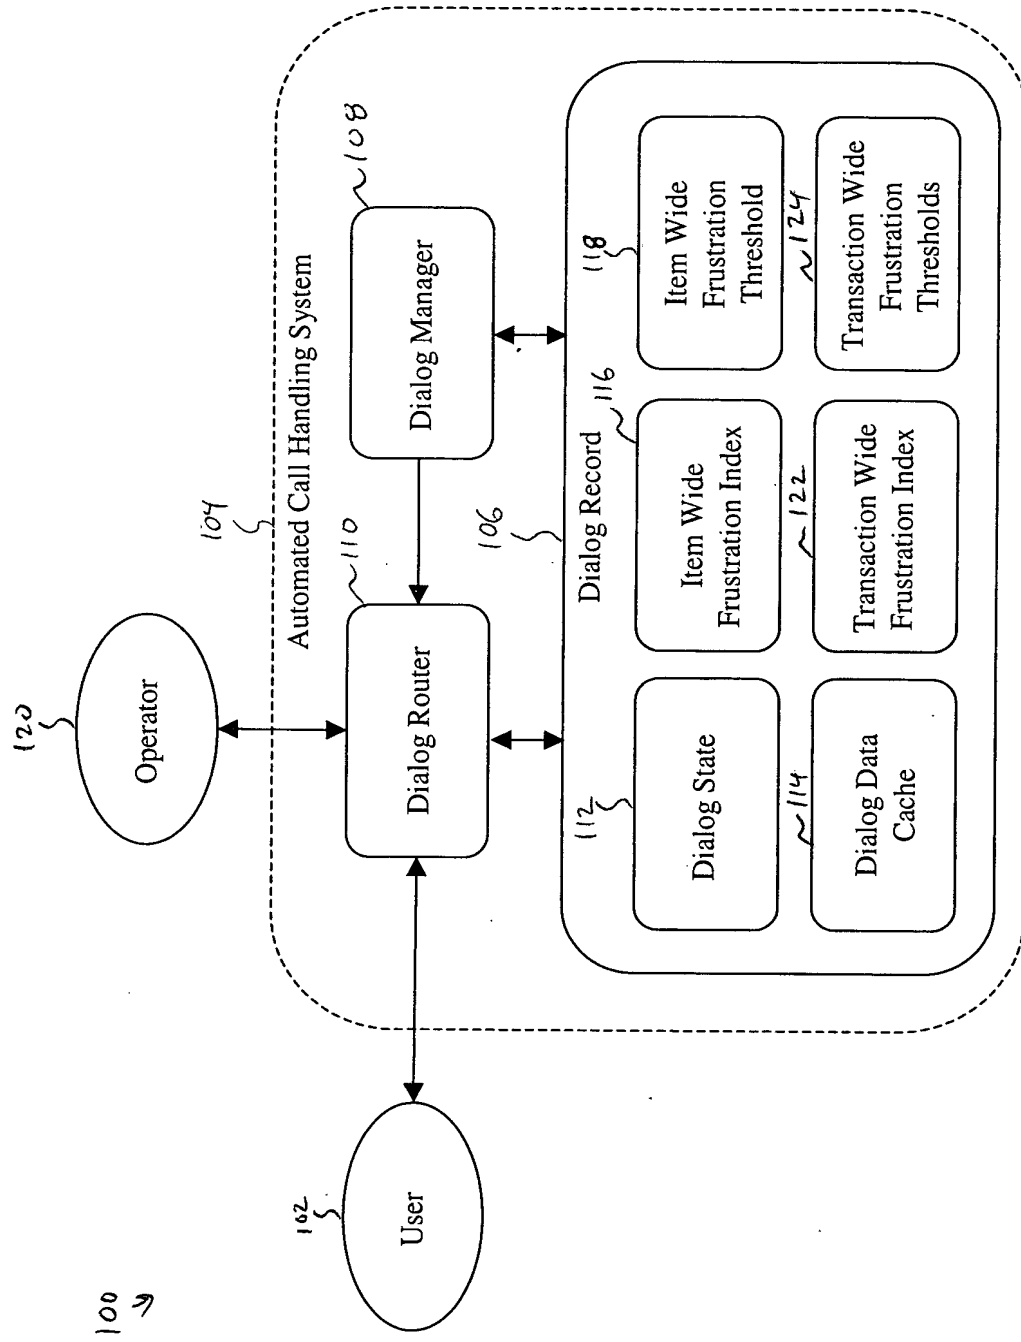 100
120
Operator
104
Automated Call Handling System
102
User
110
Dialog Router
108
Dialog Manager
106
Dialog Record
112
Dialog State
116
Item Wide
Frustration Index
118
Item Wide
Frustration
Threshold
114
Dialog Data
Cache
122
Transaction Wide
Frustration Index
124
Transaction Wide
Frustration
Thresholds